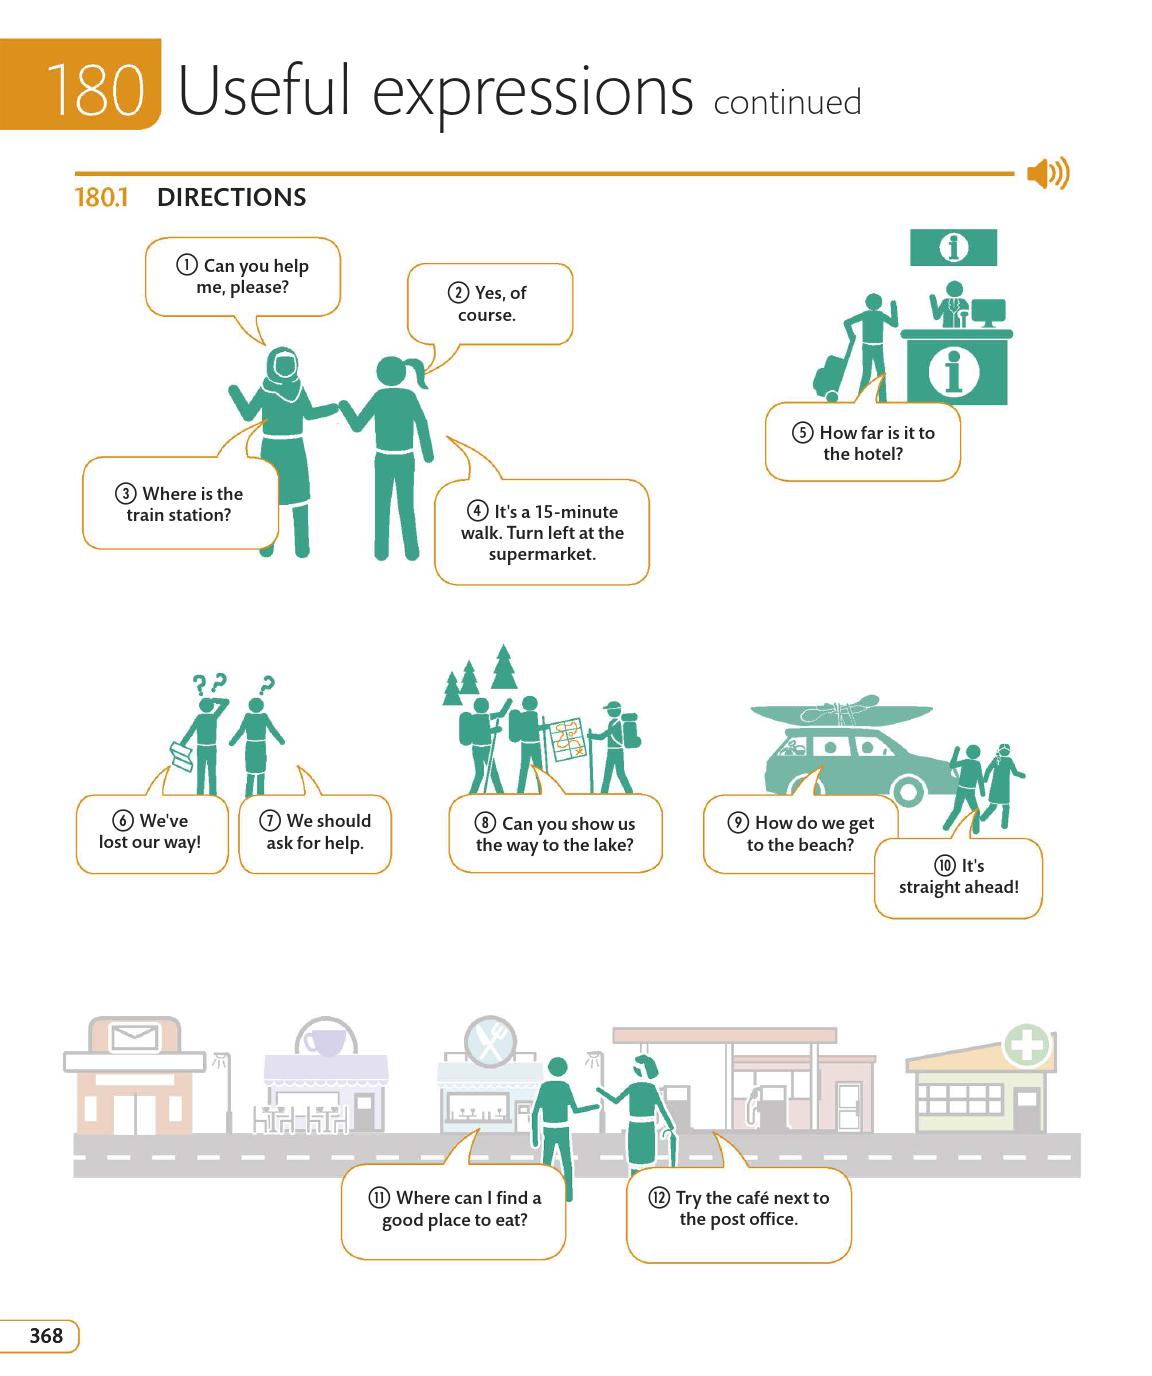 180 Useful expressions continued
180.1 DIRECTIONS
① Can you help
me, please?
② Yes, of
course.
③ Where is the
train station?
④ It's a 15-minute
walk. Turn left at the
supermarket.
i
i
⑤ How far is it to
the hotel?
? ? ?
⑥ We've
lost our way!
⑦ We should
ask for help.
⑧ Can you show us
the way to the lake?
⑨ How do we get
to the beach?
⑩ It's
straight ahead!
⑪ Where can I find a
good place to eat?
⑫ Try the café next to
the post office.
368